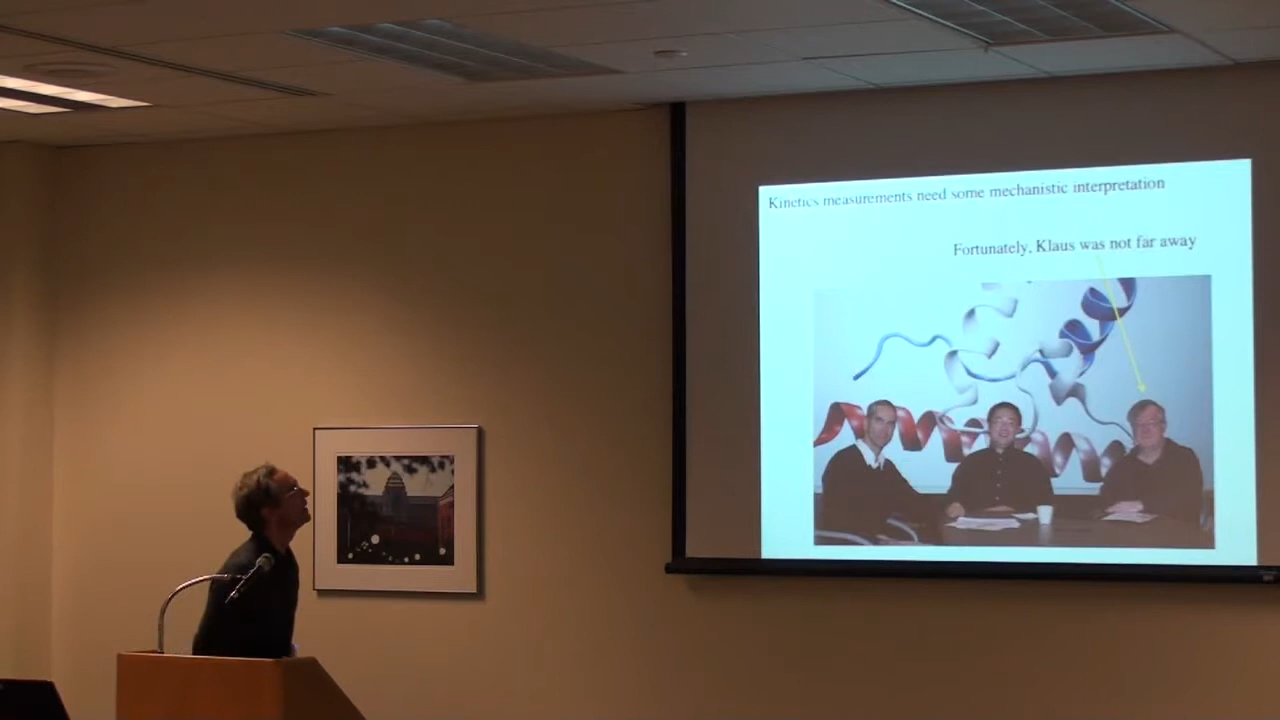 Kinetics measurements need some mechanistic interpretation
Fortunately, Klaus was not far away